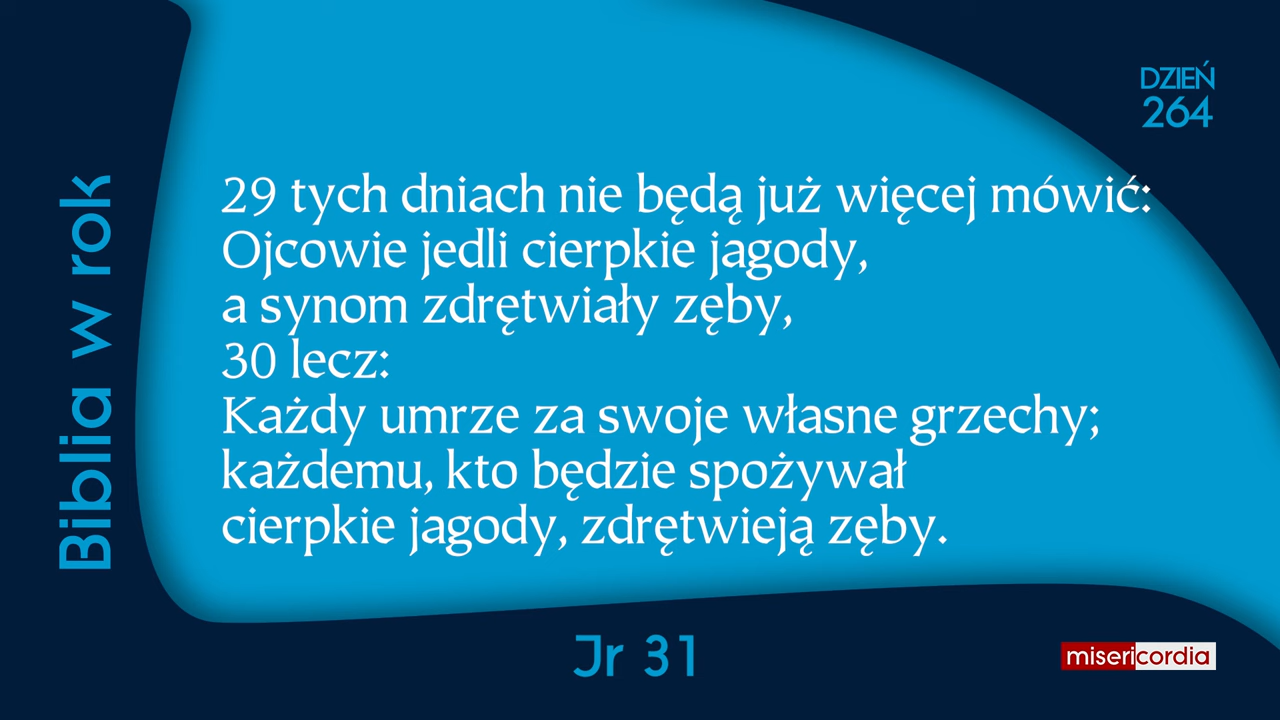 DZIEŃ
264
Biblia w rok
29 tych dniach nie będą już więcej mówić:
Ojcowie jedli cierpkie jagody,
a synom zdrętwiały zęby,
30 lecz:
Każdy umrze za swoje własne grzechy;
każdemu, kto będzie spożywał
cierpkie jagody, zdrętwieją zęby.
Jr 31
misericordia